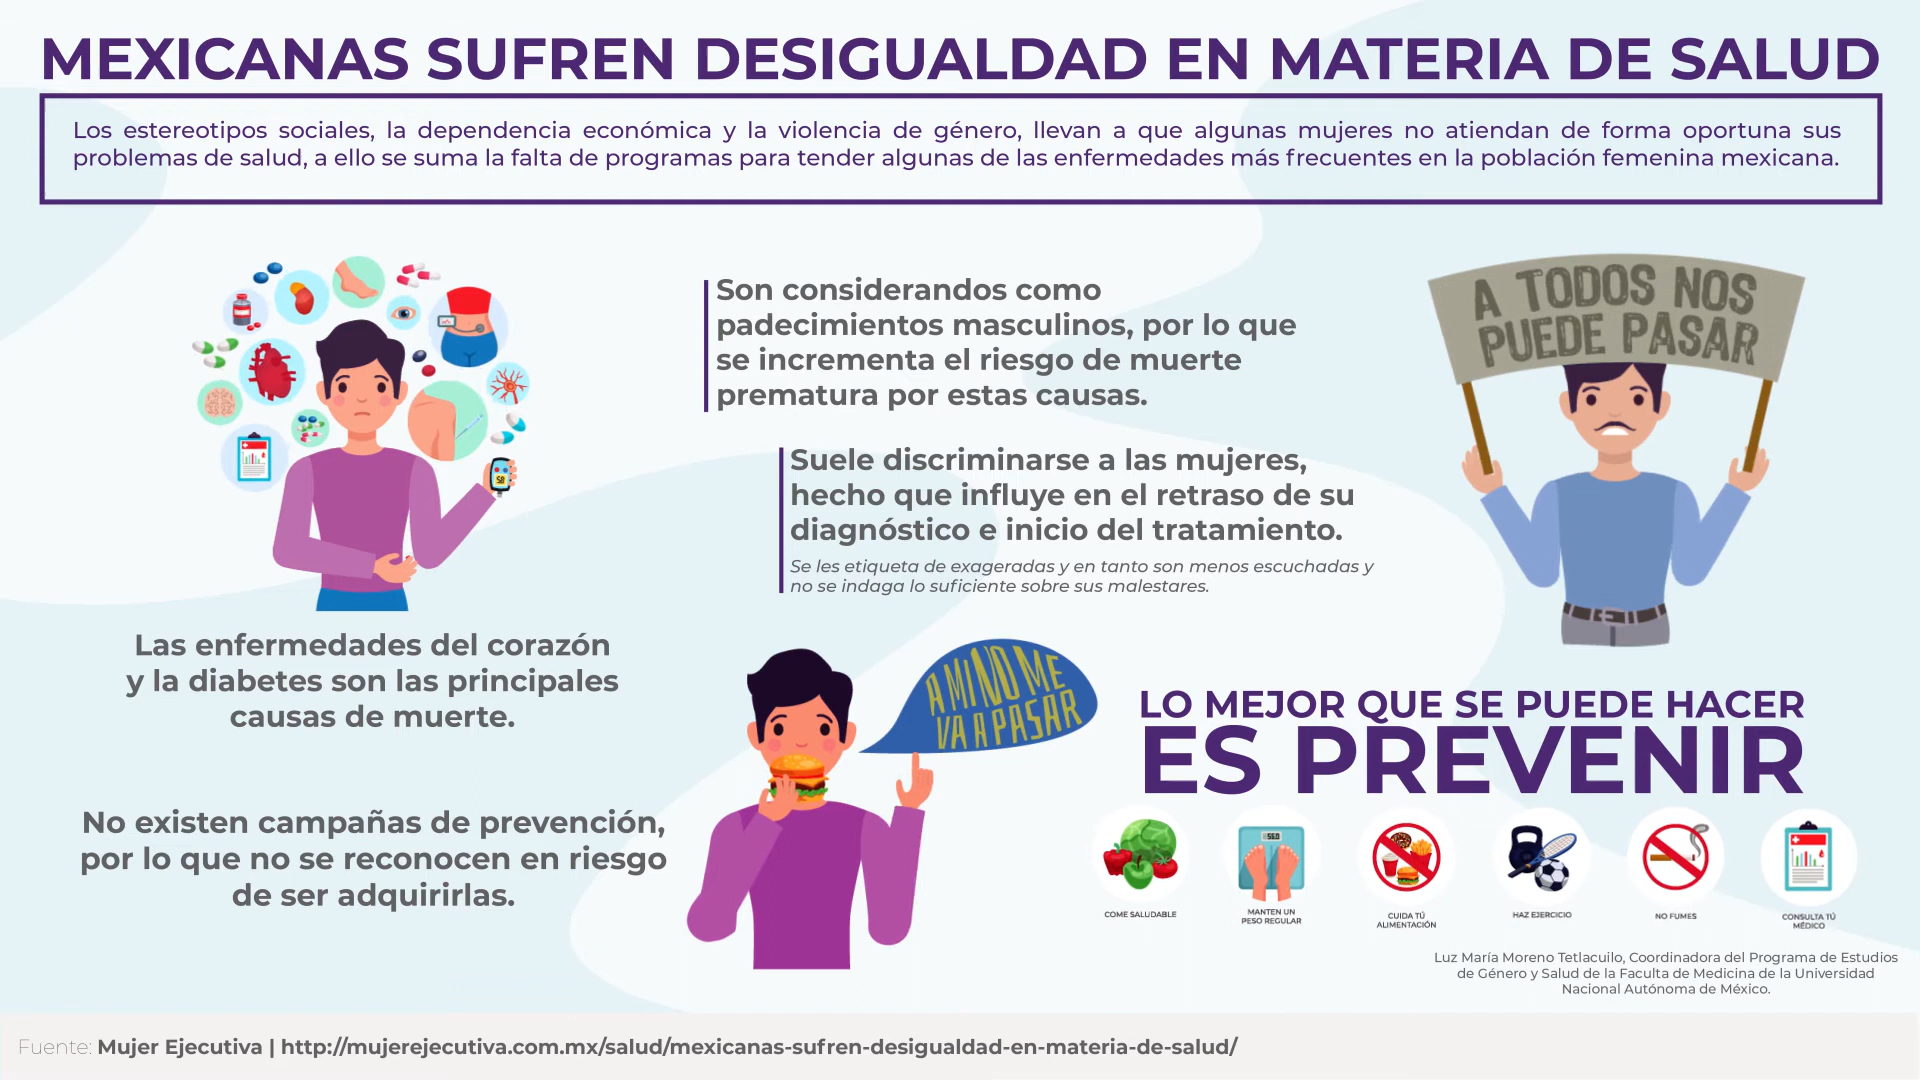 MEXICANAS SUFREN DESIGUALDAD EN MATERIA DE SALUD
Los estereotipos sociales, la dependencia económica y la violencia de género, llevan a que algunas mujeres no atiendan de forma oportuna sus
problemas de salud, a ello se suma la falta de programas para tender algunas de las enfermedades más frecuentes en la población femenina mexicana.
Son considerandos como
padecimientos masculinos, por lo que
se incrementa el riesgo de muerte
prematura por estas causas.
A TODOS NOS
PUEDE PASAR
Suele discriminarse a las mujeres,
hecho que influye en el retraso de su
diagnóstico e inicio del tratamiento.
Se les etiqueta de exageradas y en tanto son menos escuchadas y
no se indaga lo suficiente sobre sus malestares.
Las enfermedades del corazón
y la diabetes son las principales
causas de muerte.
No existen campañas de prevención,
por lo que no se reconocen en riesgo
de ser adquirirlas.
A MI NO ME
VA A PASAR
LO MEJOR QUE SE PUEDE HACER
ES PREVENIR
COME SALUDABLE
MANTEN UN
PESO REGULAR
CUIDA TÚ
ALIMENTACIÓN
HAZ EJERCICIO
NO FUMES
CONSULTA TÚ
MÉDICO
Luz María Moreno Tetlacuilo, Coordinadora del Programa de Estudios
de Género y Salud de la Faculta de Medicina de la Universidad
Nacional Autónoma de México.
Fuente: Mujer Ejecutiva | http://mujerejecutiva.com.mx/salud/mexicanas-sufren-desigualdad-en-materia-de-salud/